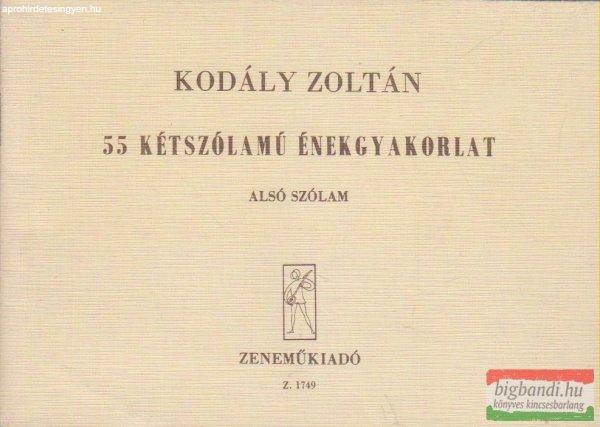 aprohirdetesingyen.hu
KODÁLY ZOLTÁN
55 KÉTSZÓLAMÚ ÉNEKGYAKORLAT
ALSÓ SZÓLAM
ZENEMŰKIADÓ
Z. 1749
bigbandi.hu
könyves kincsesbarlang